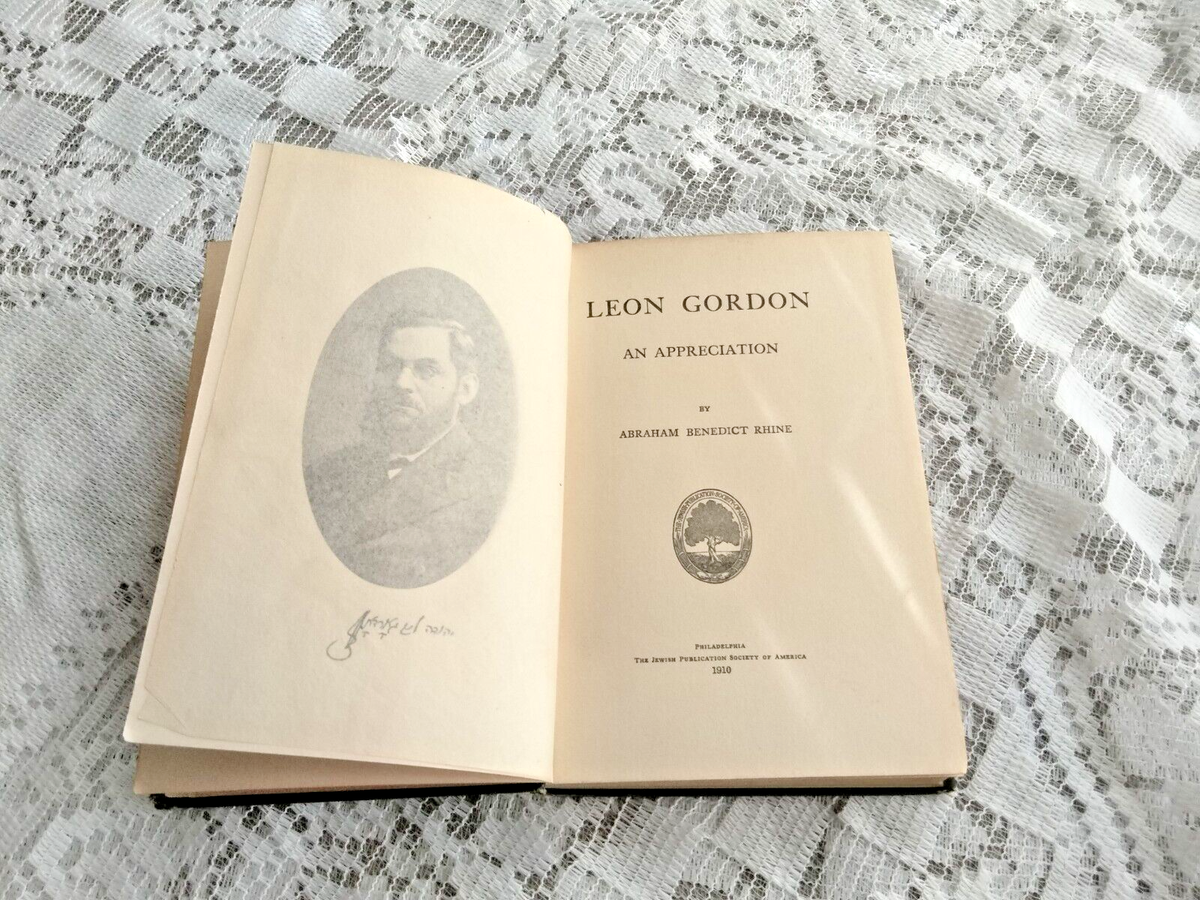 LEON GORDON
AN APPRECIATION
BY
ABRAHAM BENEDICT RHINE
PHILADELPHIA
THE JEWISH PUBLICATION SOCIETY OF AMERICA
1910